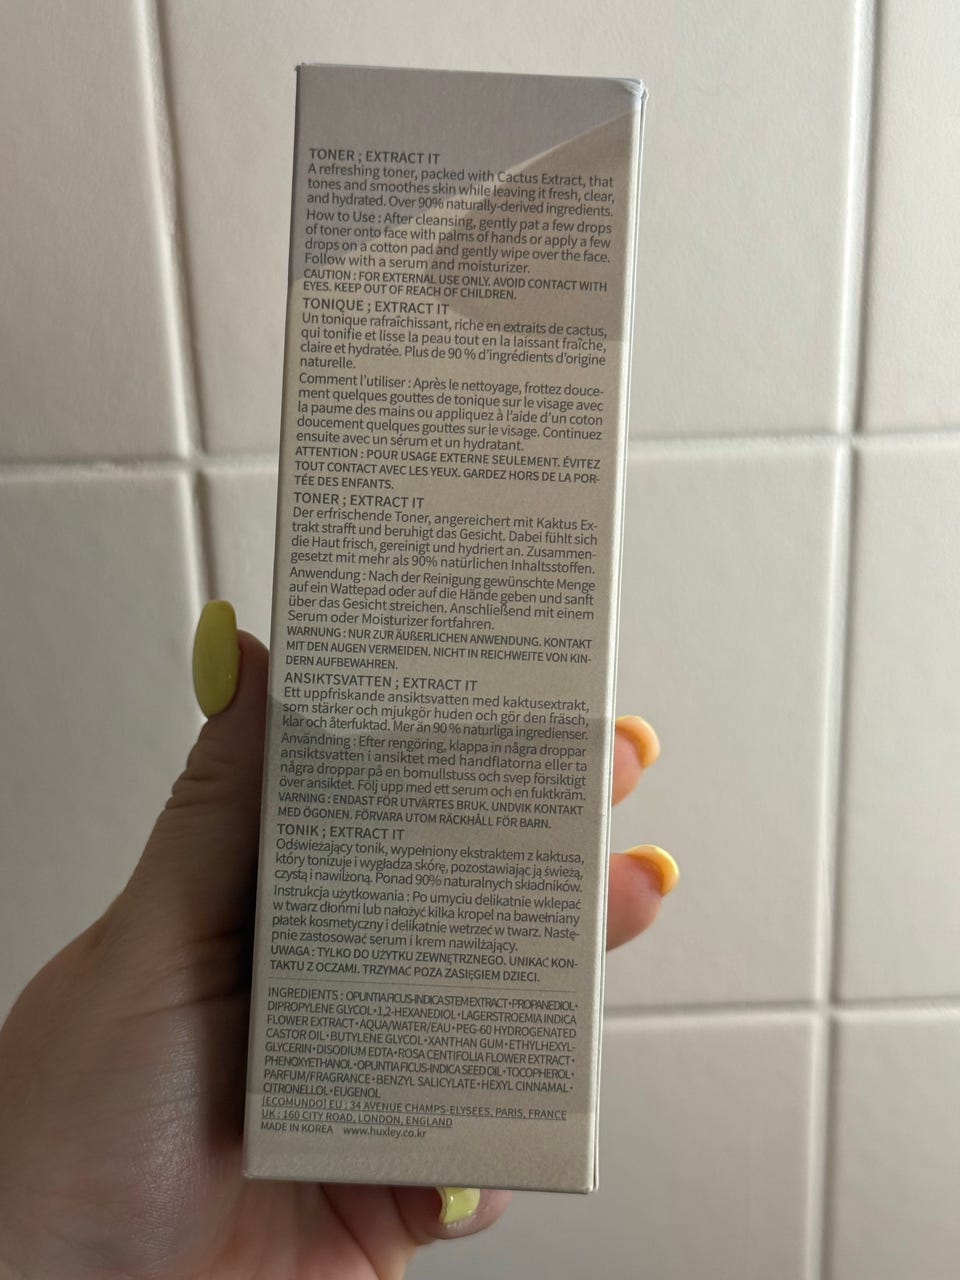 TONER ; EXTRACT IT
A refreshing toner, packed with Cactus Extract, that
tones and smoothes skin while leaving it fresh, clear,
and hydrated. Over 90% naturally-derived ingredients.
How to Use : After cleansing, gently pat a few drops
of toner onto face with palms of hands or apply a few
drops on a cotton pad and gently wipe over the face.
Follow with a serum and moisturizer.
CAUTION : FOR EXTERNAL USE ONLY. AVOID CONTACT WITH
EYES. KEEP OUT OF REACH OF CHILDREN.
TONIQUE ; EXTRACT IT
Un tonique rafraîchissant, riche en extraits de cactus,
qui tonifie et lisse la peau tout en la laissant fraîche,
claire et hydratée. Plus de 90 % d'ingrédients d'origine
naturelle.
Comment l'utiliser : Après le nettoyage, frottez douce-
ment quelques gouttes de tonique sur le visage avec
la paume des mains ou appliquez à l'aide d'un coton
doucement quelques gouttes sur le visage. Continuez
ensuite avec un sérum et un hydratant.
ATTENTION : POUR USAGE EXTERNE SEULEMENT. ÉVITEZ
TOUT CONTACT AVEC LES YEUX. GARDEZ HORS DE LA POR-
TÉE DES ENFANTS.
TONER ; EXTRACT IT
Der erfrischende Toner, angereichert mit Kaktus Ex-
trakt strafft und beruhigt das Gesicht. Dabei fühlt sich
die Haut frisch, gereinigt und hydriert an. Zusammen-
gesetzt mit mehr als 90% natürlichen Inhaltsstoffen.
Anwendung : Nach der Reinigung gewünschte Menge
auf ein Wattepad oder auf die Hände geben und sanft
über das Gesicht streichen. Anschließend mit einem
Serum oder Moisturizer fortfahren.
WARNUNG : NUR ZUR ÄUßERLICHEN ANWENDUNG. KONTAKT
MIT DEN AUGEN VERMEIDEN. NICHT IN REICHWEITE VON KIN-
DERN AUFBEWAHREN.
ANSIKTSVATTEN ; EXTRACT IT
Ett uppfriskande ansiktsvatten med kaktusextrakt,
som stärker och mjukgör huden och gör den fräsch,
klar och återfuktad. Mer än 90 % naturliga ingredienser.
Användning : Efter rengöring, klappa in några droppar
ansiktsvatten i ansiktet med handflatorna eller ta
några droppar på en bomullstuss och svep försiktigt
över ansiktet. Följ upp med ett serum och en fuktkräm.
VARNING : ENDAST FÖR UTVÄRTES BRUK. UNDVIK KONTAKT
MED ÖGONEN. FÖRVARA UTOM RÄCKHÅLL FÖR BARN.
TONIK ; EXTRACT IT
Odświeżający tonik, wypełniony ekstraktem z kaktusa,
który tonizuje i wygładza skórę, pozostawiając ją świeżą,
czystą i nawilżoną. Ponad 90% naturalnych składników.
Instrukcja użytkowania : Po umyciu delikatnie wklepać
w twarz dłońmi lub nałożyć kilka kropel na bawełniany
płatek kosmetyczny i delikatnie wetrzeć w twarz. Nastę-
pnie zastosować serum i krem nawilżający.
UWAGA : TYLKO DO UŻYTKU ZEWNĘTRZNEGO. UNIKAĆ KON-
TAKTU Z OCZAMI. TRZYMAĆ POZA ZASIĘGIEM DZIECI.
INGREDIENTS : OPUNTIA FICUS-INDICA STEM EXTRACT • PROPANEDIOL •
DIPROPYLENE GLYCOL • 1,2-HEXANEDIOL • LAGERSTROEMIA INDICA
FLOWER EXTRACT • AQUA/WATER/EAU • PEG-60 HYDROGENATED
CASTOR OIL • BUTYLENE GLYCOL • XANTHAN GUM • ETHYLHEXYL-
GLYCERIN • DISODIUM EDTA • ROSA CENTIFOLIA FLOWER EXTRACT •
PHENOXYETHANOL • OPUNTIA FICUS-INDICA SEED OIL • TOCOPHEROL •
PARFUM/FRAGRANCE • BENZYL SALICYLATE • HEXYL CINNAMAL •
CITRONELLOL • EUGENOL
[ECOMUNDO] EU : 34 AVENUE CHAMPS-ELYSEES, PARIS, FRANCE
UK : 160 CITY ROAD, LONDON, ENGLAND
MADE IN KOREA www.huxley.co.kr